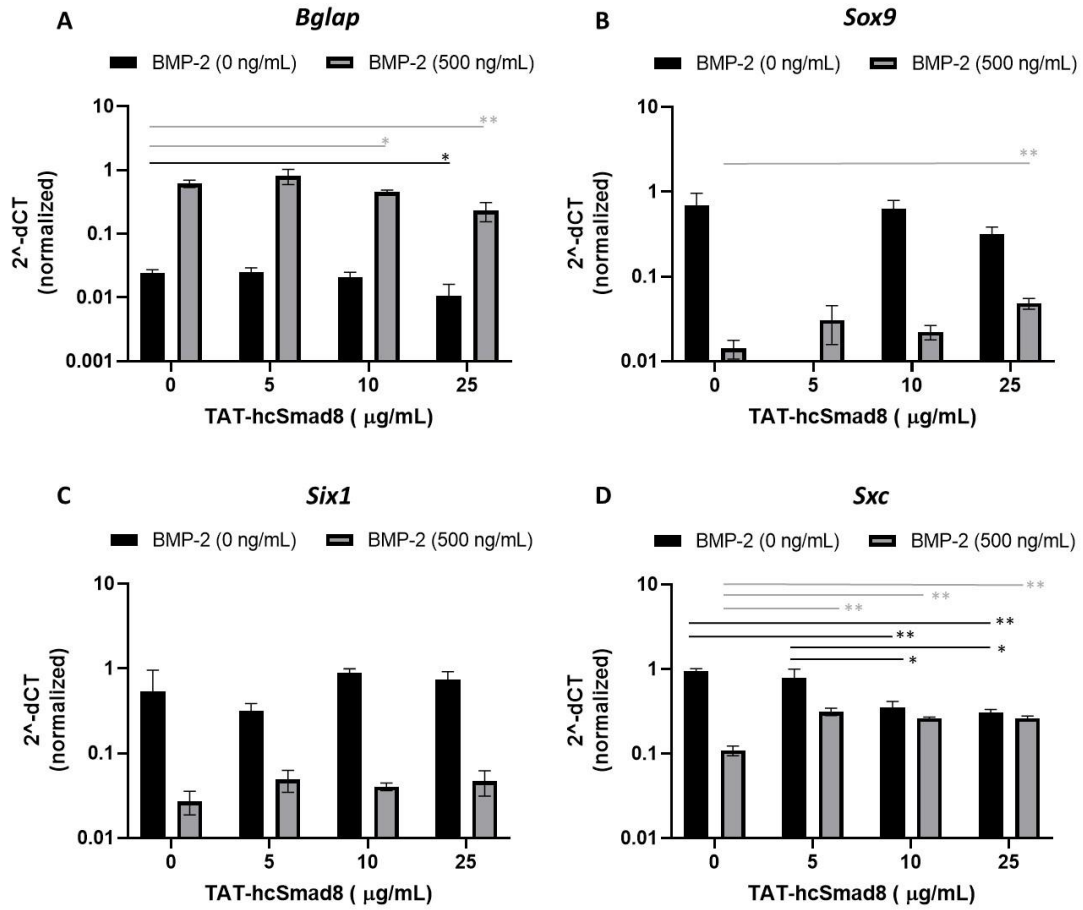 A
Bglap
BMP-2 (0 ng/mL) BMP-2 (500 ng/mL)
10
1
0.1
0.01
0.001
2^-dCT
(normalized)
**
*
*
0 5 10 25
TAT-hcSmad8 ( μg/mL)
B
Sox9
BMP-2 (0 ng/mL) BMP-2 (500 ng/mL)
10
1
0.1
0.01
2^-dCT
(normalized)
**
0 5 10 25
TAT-hcSmad8 ( μg/mL)
C
Six1
BMP-2 (0 ng/mL) BMP-2 (500 ng/mL)
10
1
0.1
0.01
2^-dCT
(normalized)
0 5 10 25
TAT-hcSmad8 ( μg/mL)
D
Sxc
BMP-2 (0 ng/mL) BMP-2 (500 ng/mL)
10
1
0.1
0.01
2^-dCT
(normalized)
**
**
**
**
**
*
*
0 5 10 25
TAT-hcSmad8 ( μg/mL)